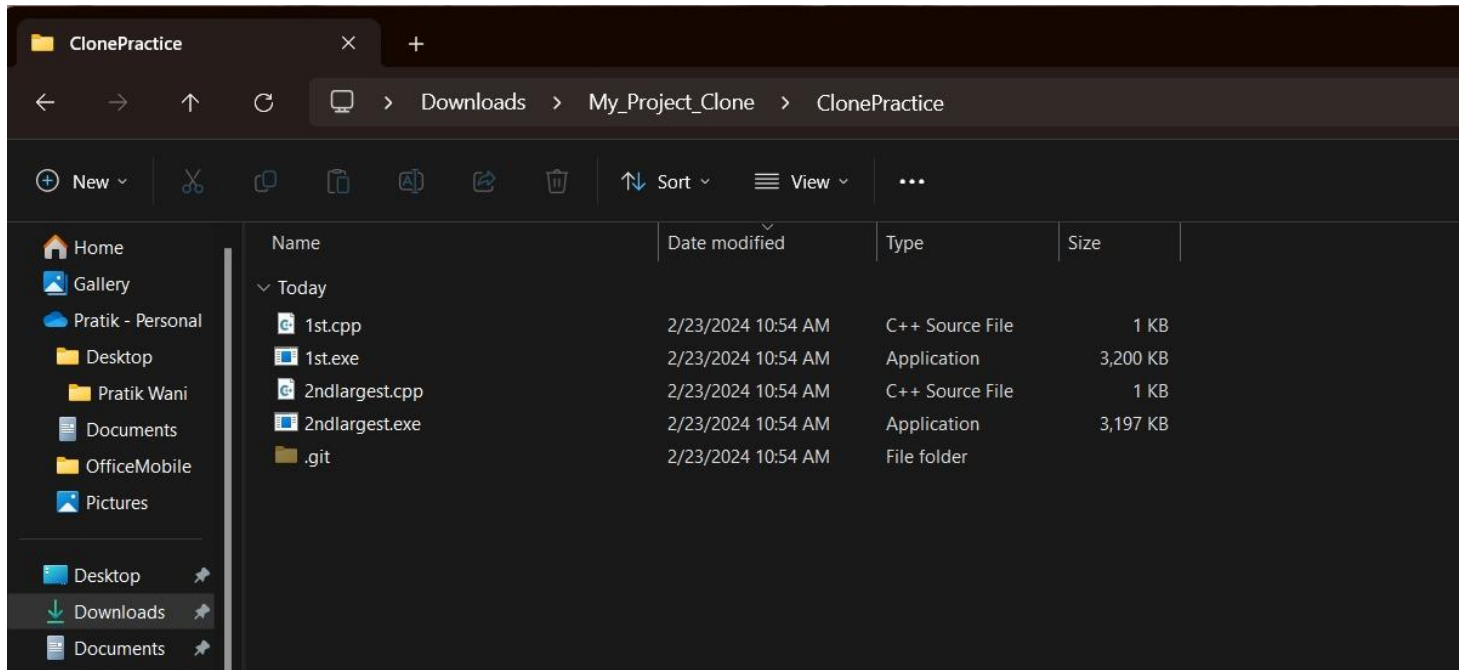 ClonePractice
Downloads > My_Project_Clone > ClonePractice
New Sort View ...
Home
Gallery
Pratik - Personal
Desktop
Pratik Wani
Documents
OfficeMobile
Pictures
Desktop
Downloads
Documents
Name Date modified Type Size
Today
1st.cpp 2/23/2024 10:54 AM C++ Source File 1 KB
1st.exe 2/23/2024 10:54 AM Application 3,200 KB
2ndlargest.cpp 2/23/2024 10:54 AM C++ Source File 1 KB
2ndlargest.exe 2/23/2024 10:54 AM Application 3,197 KB
.git 2/23/2024 10:54 AM File folder